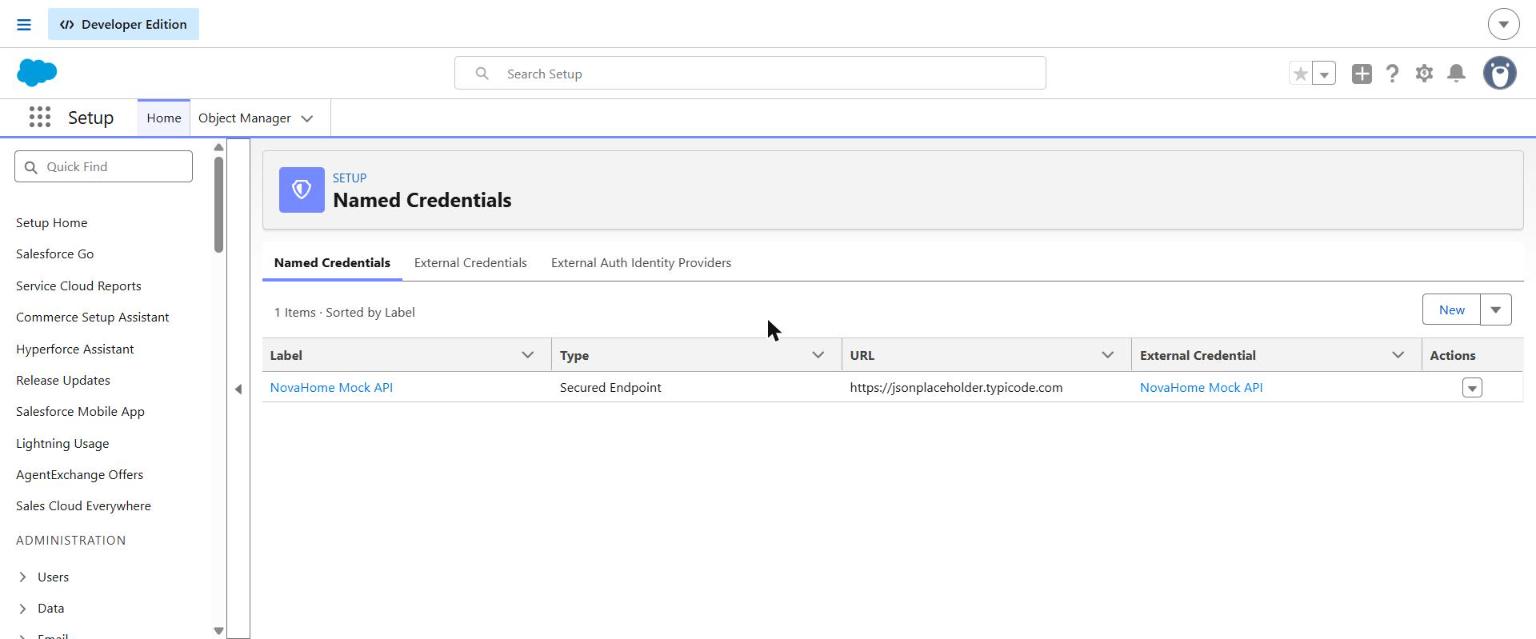 Developer Edition
Search Setup
Setup
Home
Object Manager
Quick Find
Setup Home
Salesforce Go
Service Cloud Reports
Commerce Setup Assistant
Hyperforce Assistant
Release Updates
Salesforce Mobile App
Lightning Usage
AgentExchange Offers
Sales Cloud Everywhere
ADMINISTRATION
Users
Data
Email
SETUP
Named Credentials
Named Credentials External Credentials External Auth Identity Providers
1 Items · Sorted by Label
New
Label Type URL External Credential Actions
NovaHome Mock API Secured Endpoint https://jsonplaceholder.typicode.com NovaHome Mock API